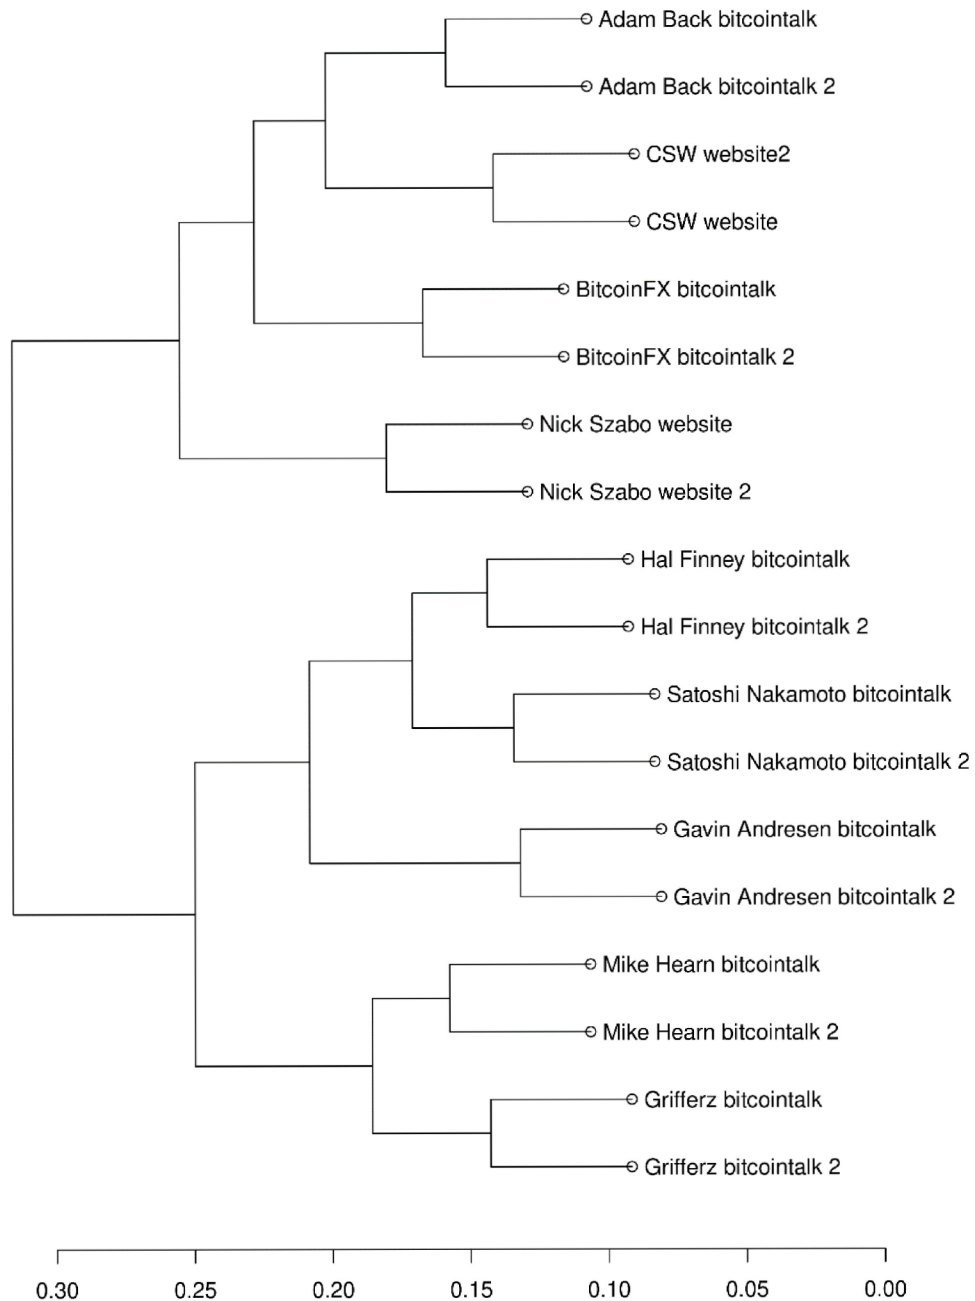 Adam Back bitcointalk
Adam Back bitcointalk 2
CSW website2
CSW website
BitcoinFX bitcointalk
BitcoinFX bitcointalk 2
Nick Szabo website
Nick Szabo website 2
Hal Finney bitcointalk
Hal Finney bitcointalk 2
Satoshi Nakamoto bitcointalk
Satoshi Nakamoto bitcointalk 2
Gavin Andresen bitcointalk
Gavin Andresen bitcointalk 2
Mike Hearn bitcointalk
Mike Hearn bitcointalk 2
Grifferz bitcointalk
Grifferz bitcointalk 2
0.30 0.25 0.20 0.15 0.10 0.05 0.00